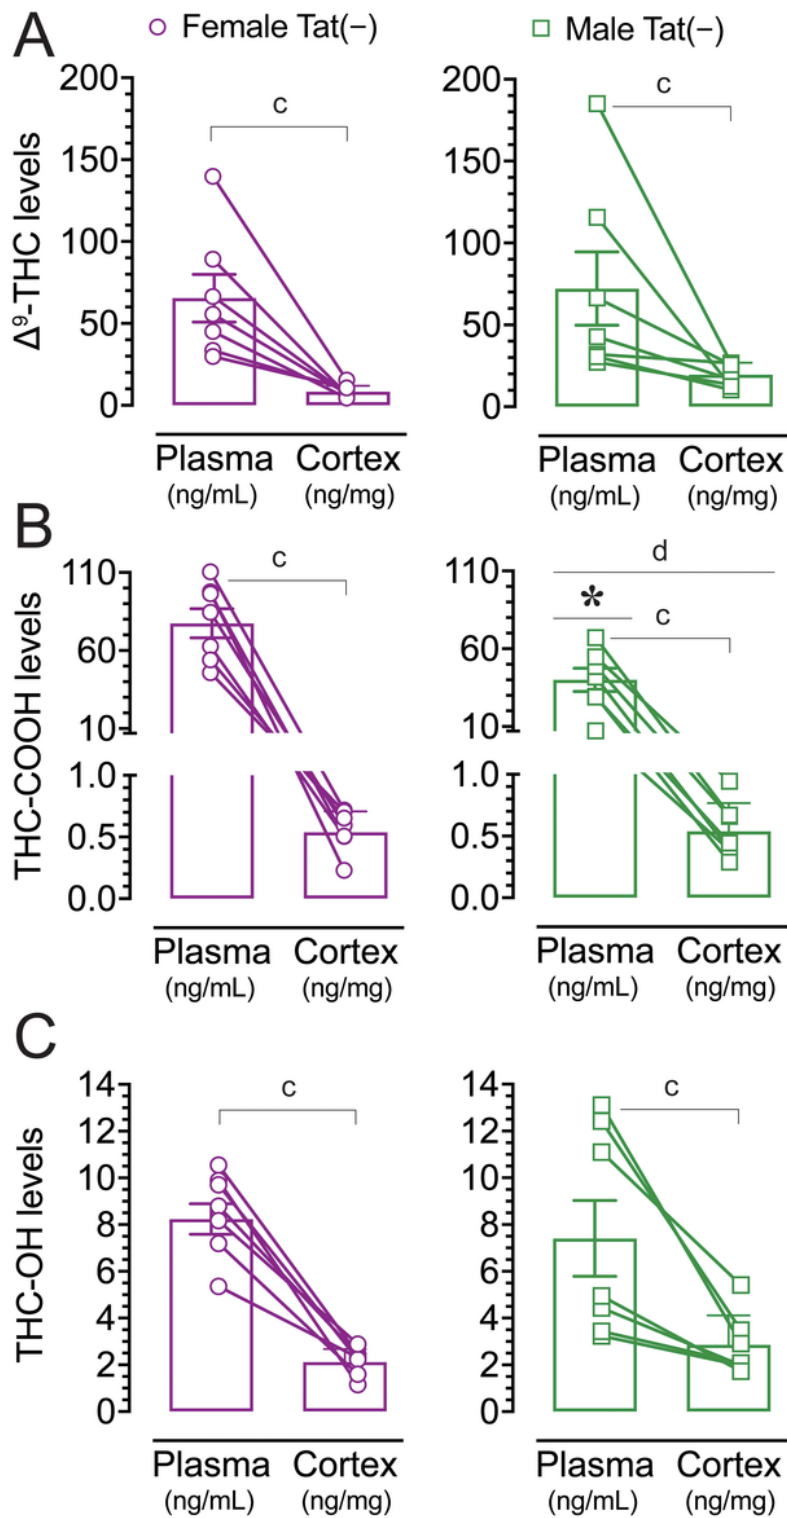 A
Female Tat(−)
Male Tat(−)
Δ⁹-THC levels
200
150
100
50
0
c
Plasma
(ng/mL)
Cortex
(ng/mg)
200
150
100
50
0
c
Plasma
(ng/mL)
Cortex
(ng/mg)
B
THC-COOH levels
110
60
10
1.0
0.5
0.0
c
Plasma
(ng/mL)
Cortex
(ng/mg)
110
60
10
1.0
0.5
0.0
d
*
c
Plasma
(ng/mL)
Cortex
(ng/mg)
C
THC-OH levels
14
12
10
8
6
4
2
0
c
Plasma
(ng/mL)
Cortex
(ng/mg)
14
12
10
8
6
4
2
0
c
Plasma
(ng/mL)
Cortex
(ng/mg)